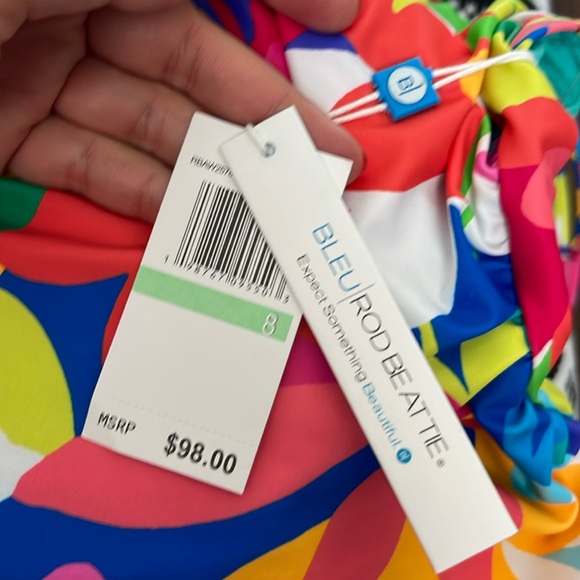 8
MSRP $98.00
BLEU|ROD BEATTIE®
Expect Something Beautiful.
B